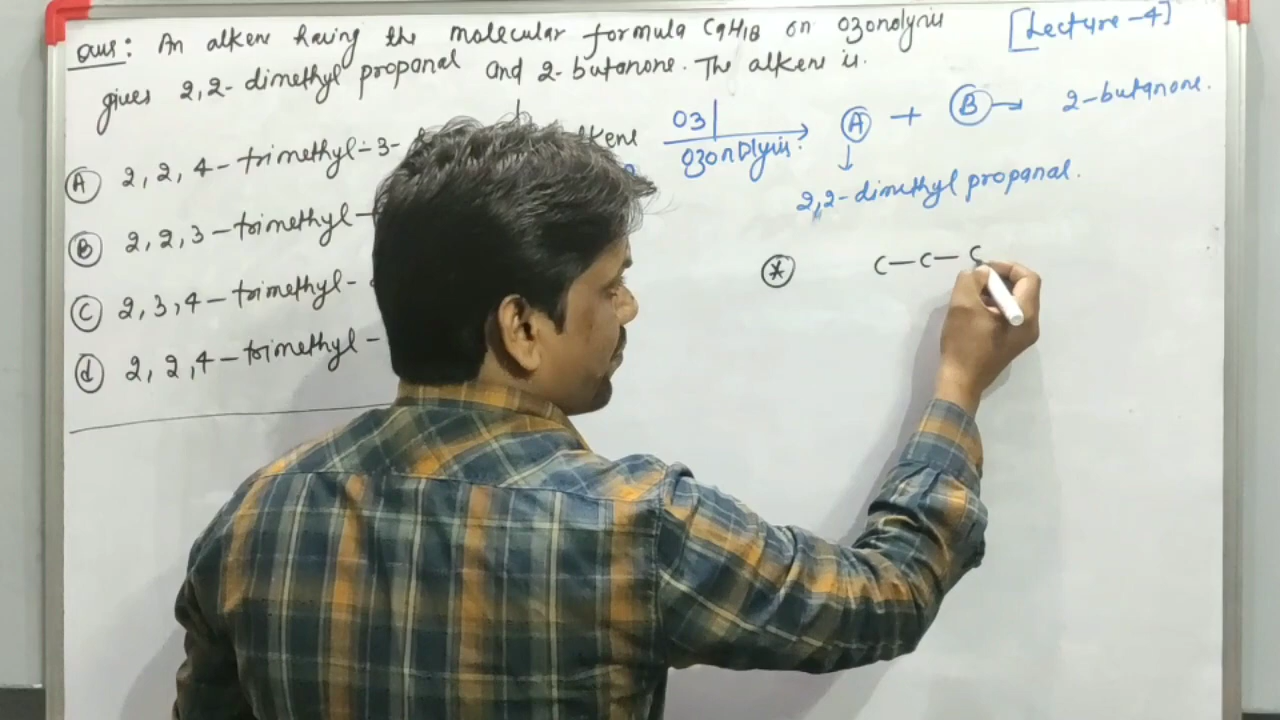 Ques: An alkene having the molecular formula C9H18 on ozonolysis
[Lecture-4]
gives 2,2-dimethyl propanal and 2-butanone. The alkene is.
O3
A + B → 2-butanone.
ozonolysis.
2,2-dimethyl propanal.
A 2, 2, 4-trimethyl-3-
B 2, 2, 3-trimethyl-
C 2, 3, 4-trimethyl-
d 2, 2, 4-trimethyl-
* C-C-C